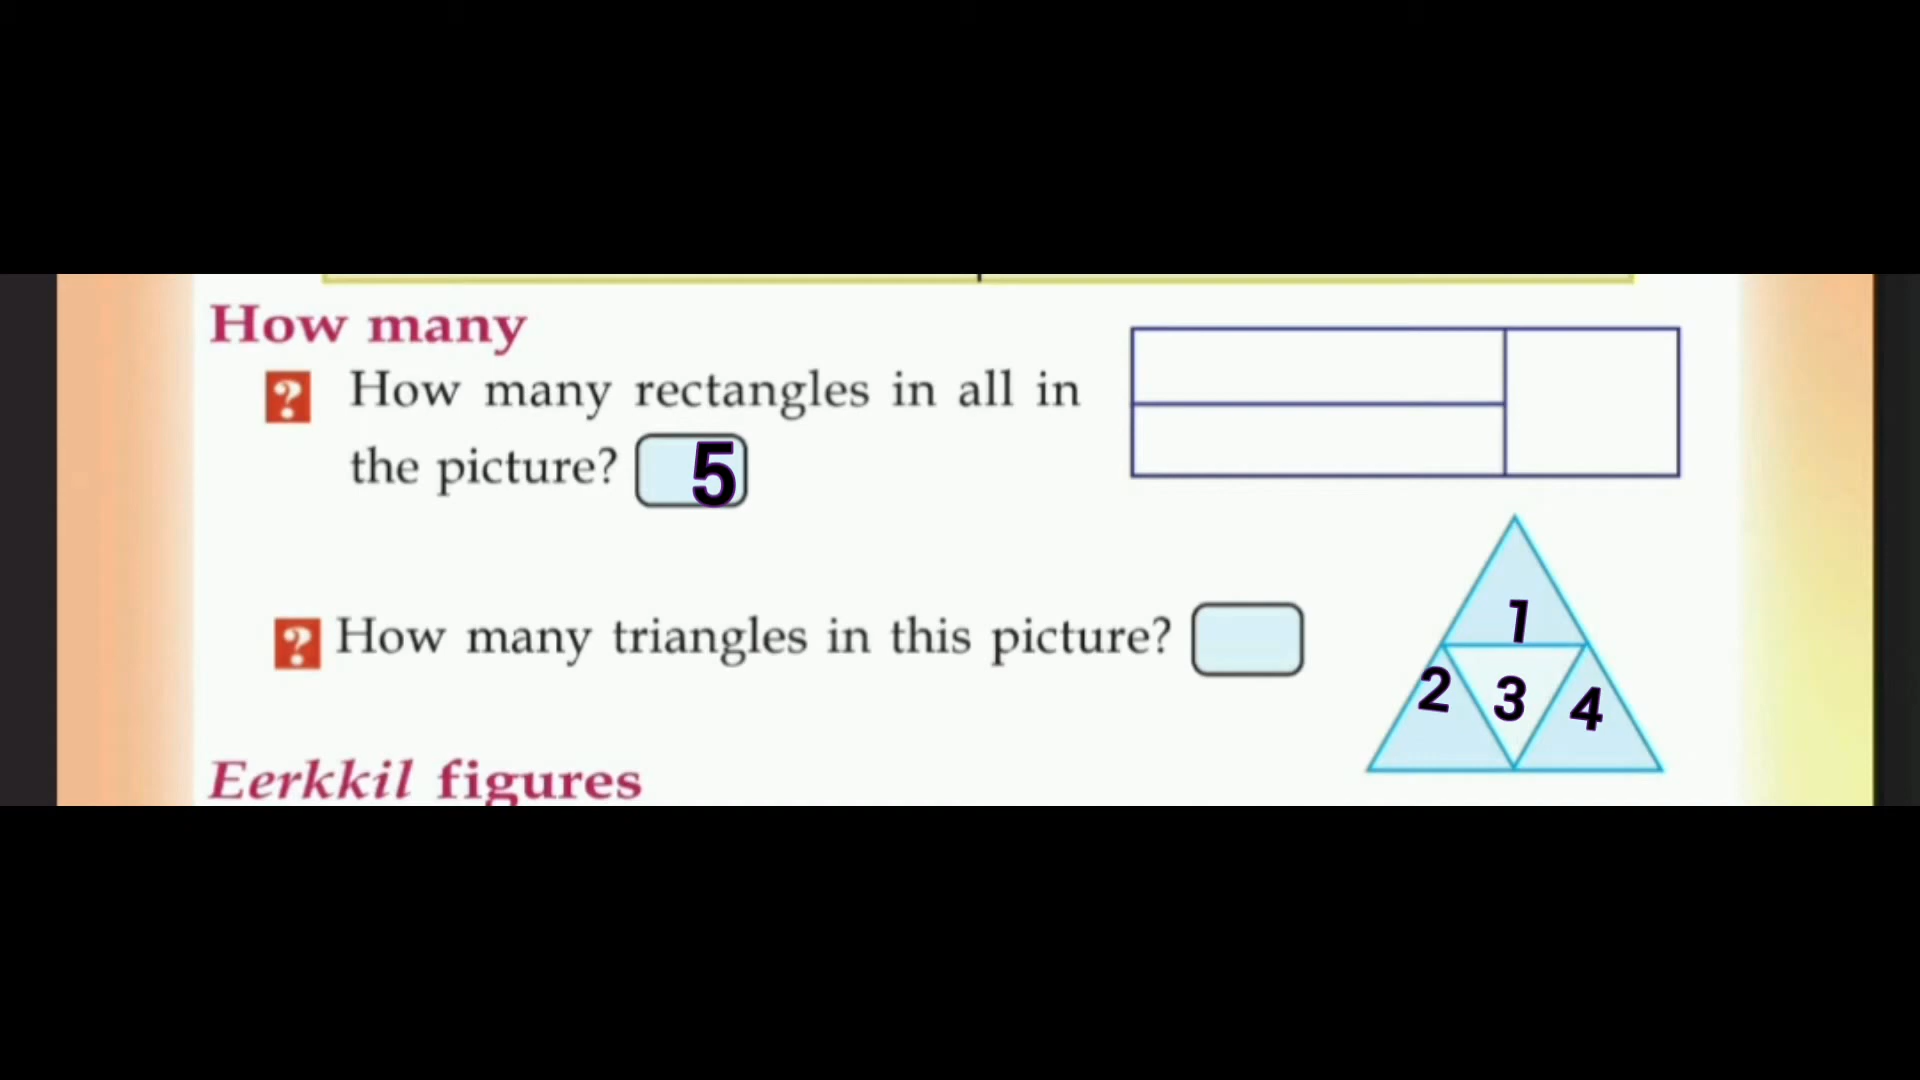 How many
? How many rectangles in all in
the picture? 5
? How many triangles in this picture?
1
2 3 4
Eerkkil figures